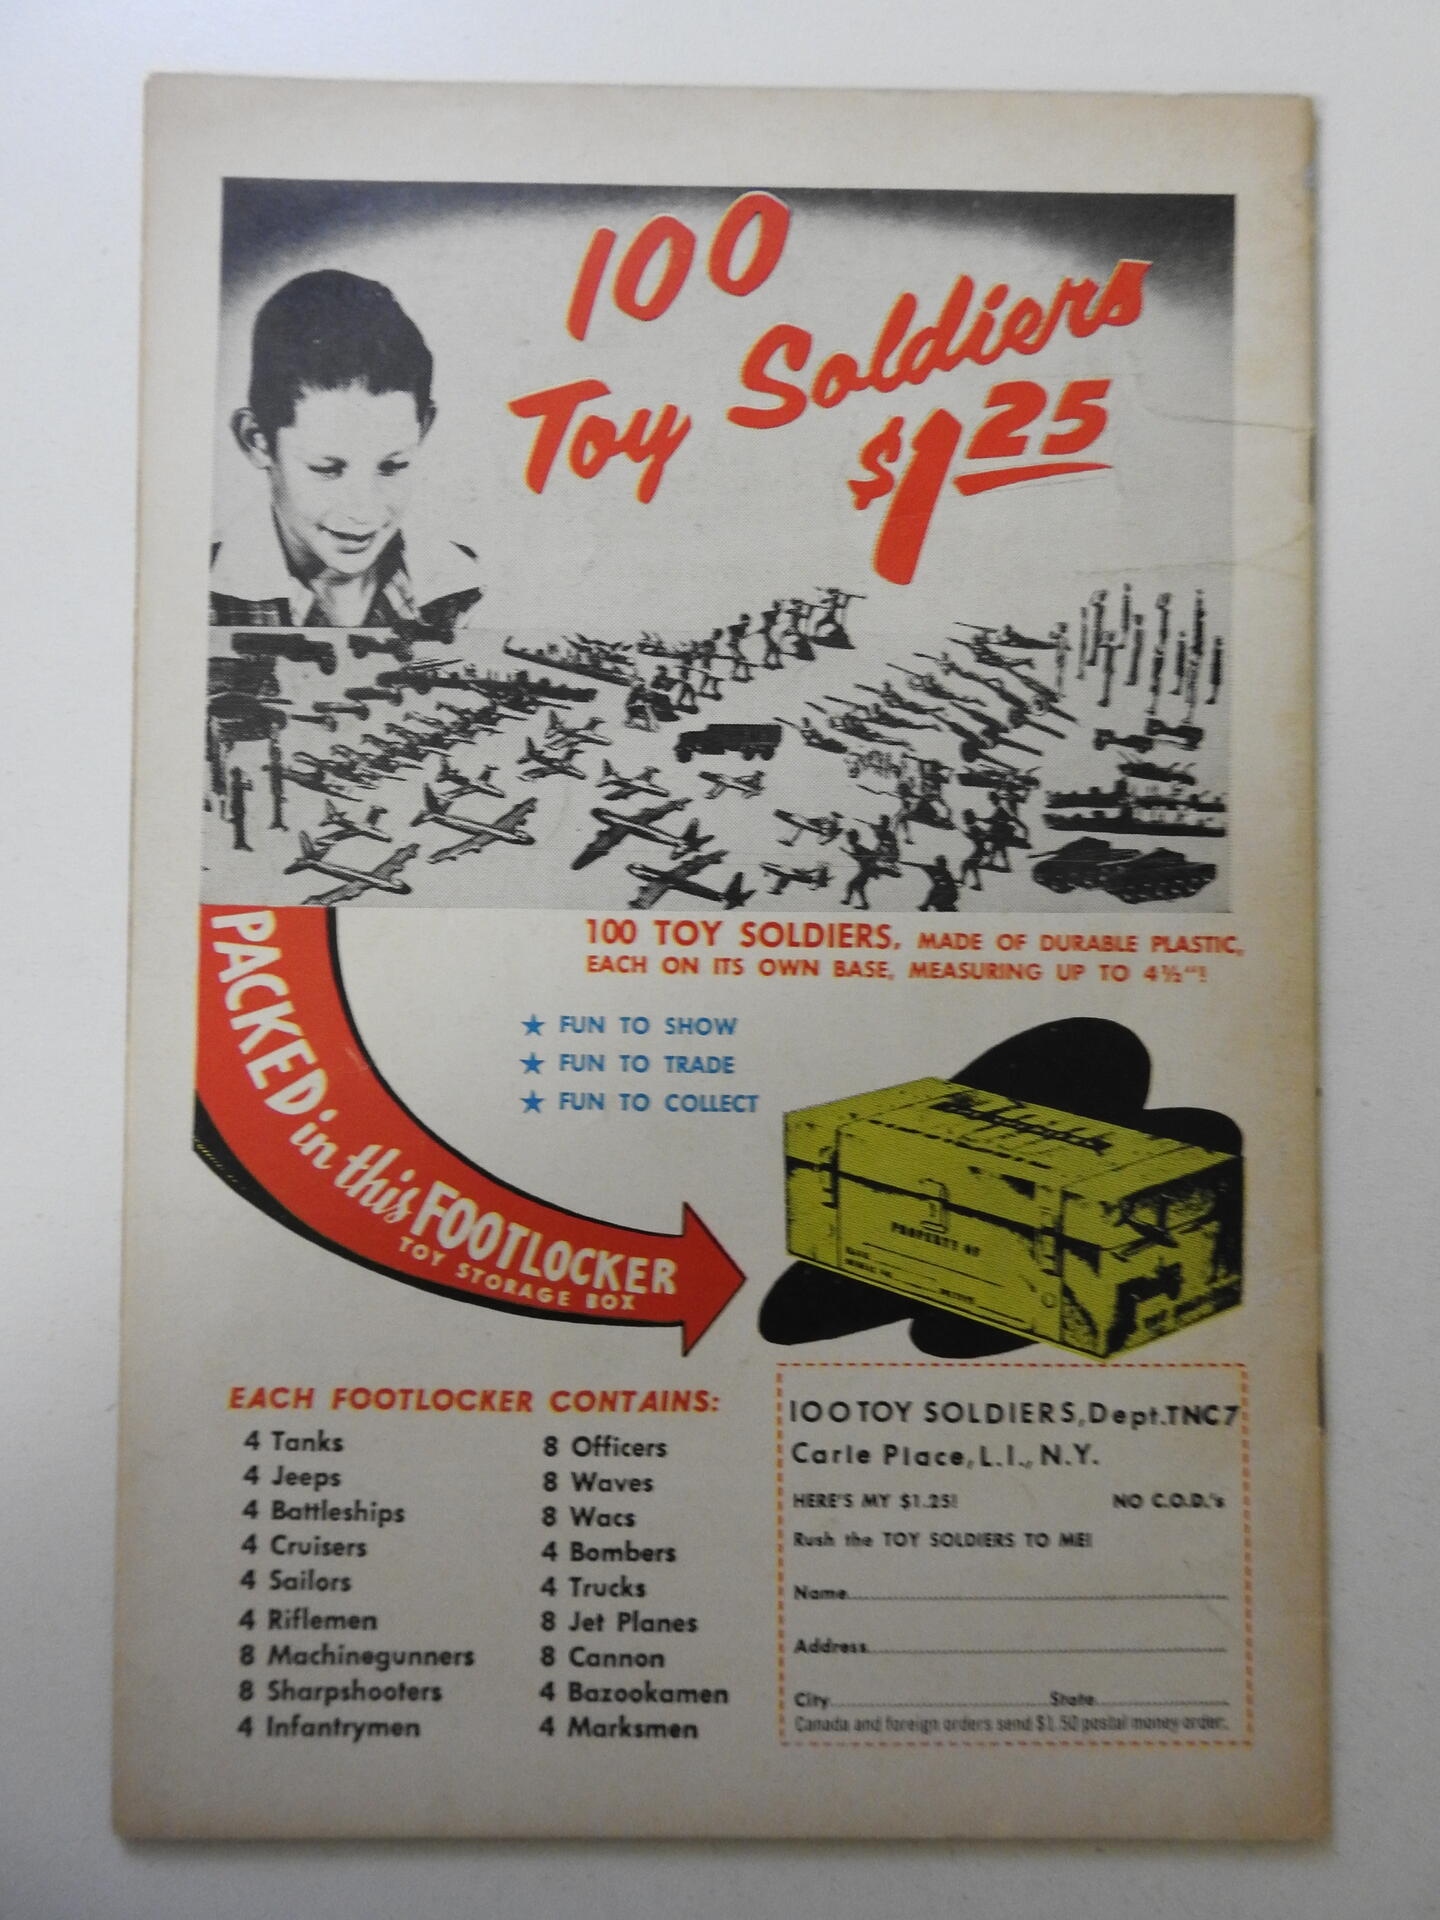 100
Toy Soldiers
$1.25
100 TOY SOLDIERS, MADE OF DURABLE PLASTIC,
EACH ON ITS OWN BASE, MEASURING UP TO 4½"!
PACKED in this FOOTLOCKER
TOY STORAGE BOX
★ FUN TO SHOW
★ FUN TO TRADE
★ FUN TO COLLECT
PROPERTY OF
EACH FOOTLOCKER CONTAINS:
4 Tanks
4 Jeeps
4 Battleships
4 Cruisers
4 Sailors
4 Riflemen
8 Machinegunners
8 Sharpshooters
4 Infantrymen
8 Officers
8 Waves
8 Wacs
4 Bombers
4 Trucks
8 Jet Planes
8 Cannon
4 Bazookamen
4 Marksmen
100 TOY SOLDIERS, Dept. TNC7
Carle Place, L.I., N.Y.
HERE'S MY $1.25! NO C.O.D.'s
Rush the TOY SOLDIERS TO ME!
Name
Address
City State
Canada and foreign orders send $1.50 postal money order.